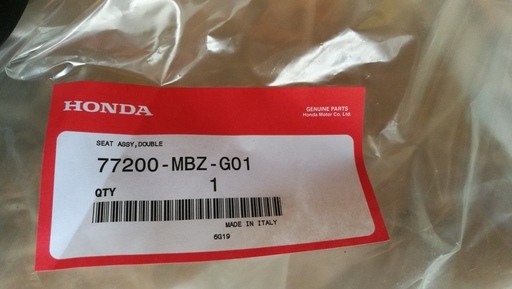 HONDA
GENUINE PARTS
Honda Motor Co. Ltd.
SEAT ASSY,DOUBLE
77200-MBZ-G01
QTY 1
MADE IN ITALY
6G19